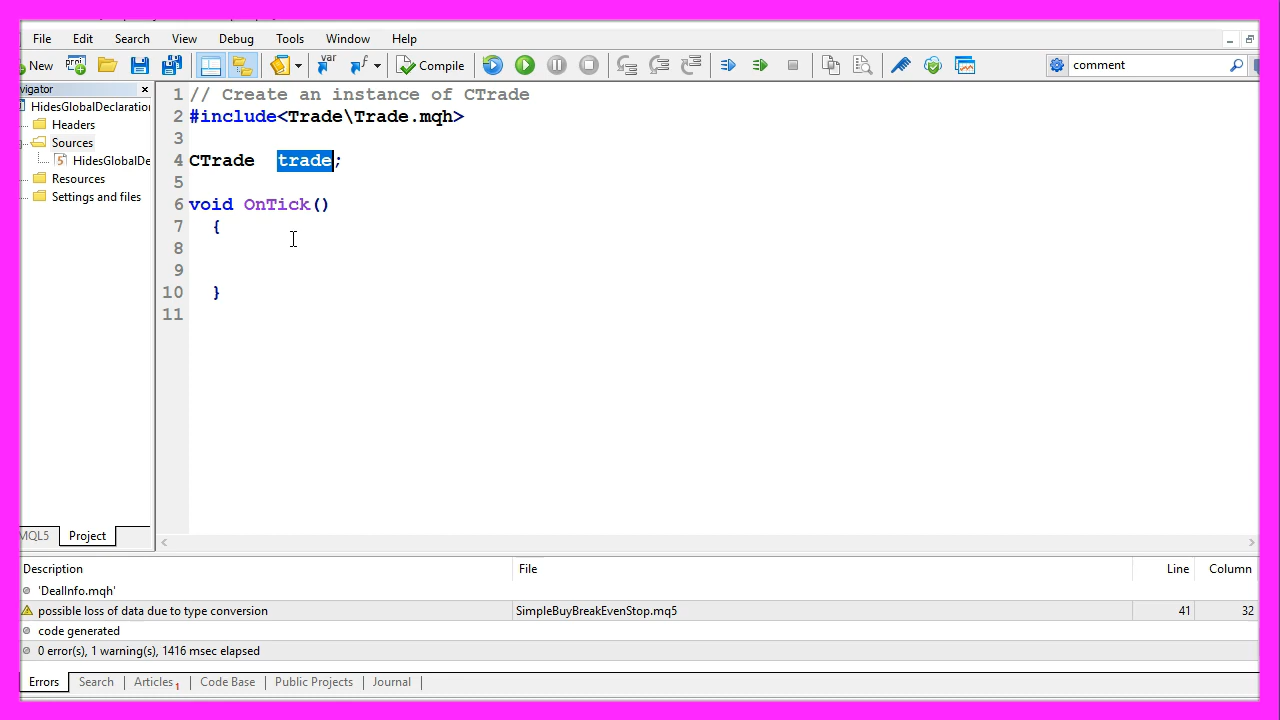 File Edit Search View Debug Tools Window Help
New Compile comment
vigator
HidesGlobalDeclaration
Headers
Sources
HidesGlobalDe
Resources
Settings and files
1 // Create an instance of CTrade
2 #include<Trade\Trade.mqh>
3
4 CTrade trade;
5
6 void OnTick()
7 {
8
9
10 }
11
MQL5 Project
Description File Line Column
'DealInfo.mqh'
possible loss of data due to type conversion SimpleBuyBreakEvenStop.mq5 41 32
code generated
0 error(s), 1 warning(s), 1416 msec elapsed
Errors Search Articles 1 Code Base Public Projects Journal